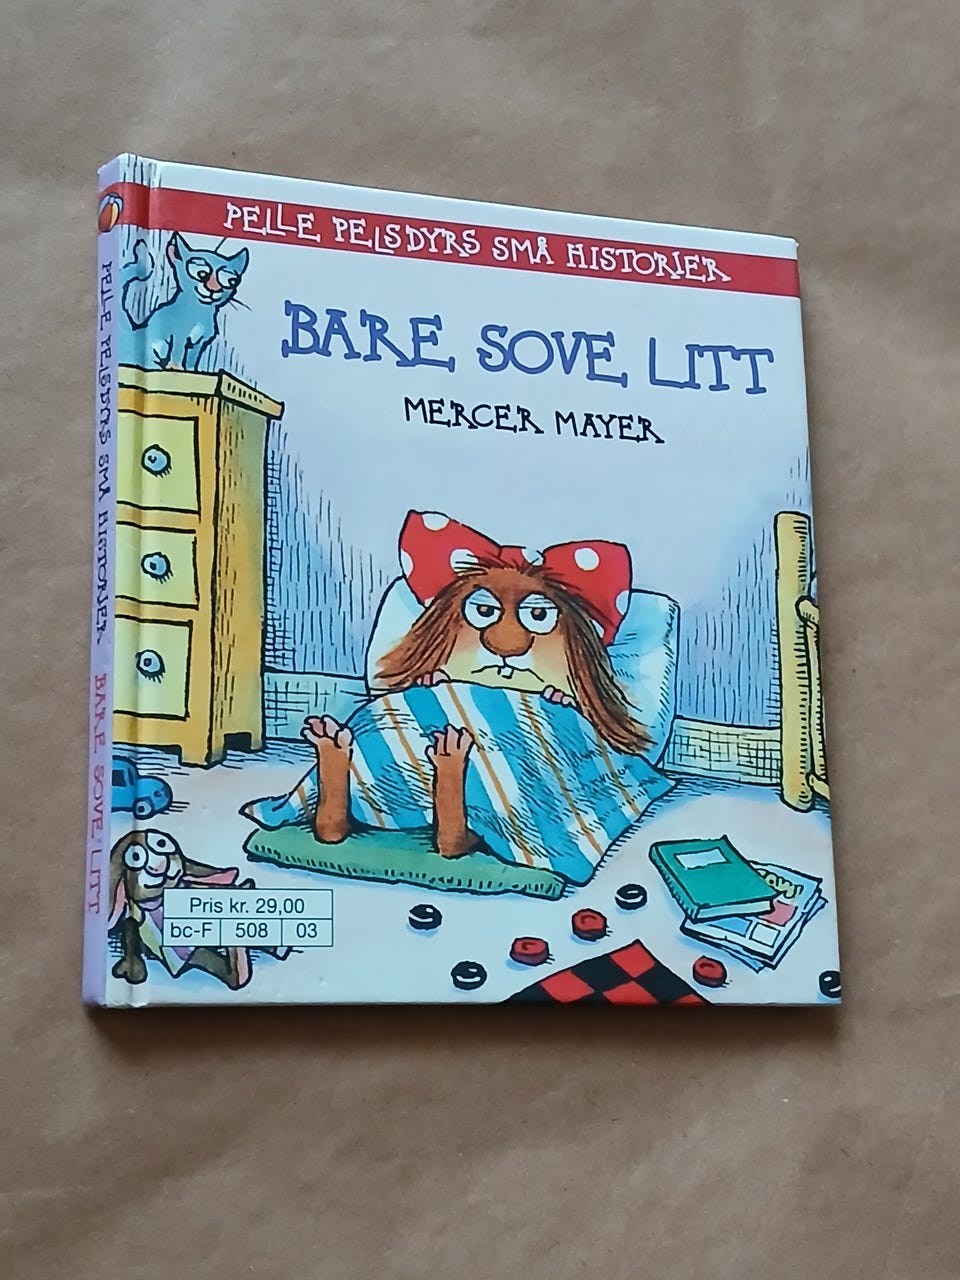 PELLE PELSDYRS SMÅ HISTORIER
BARE SOVE LITT
MERCER MAYER
PELLE PELSDYRS SMÅ HISTORIER BARE SOVE LITT
Pris kr. 29,00
bc-F 508 03